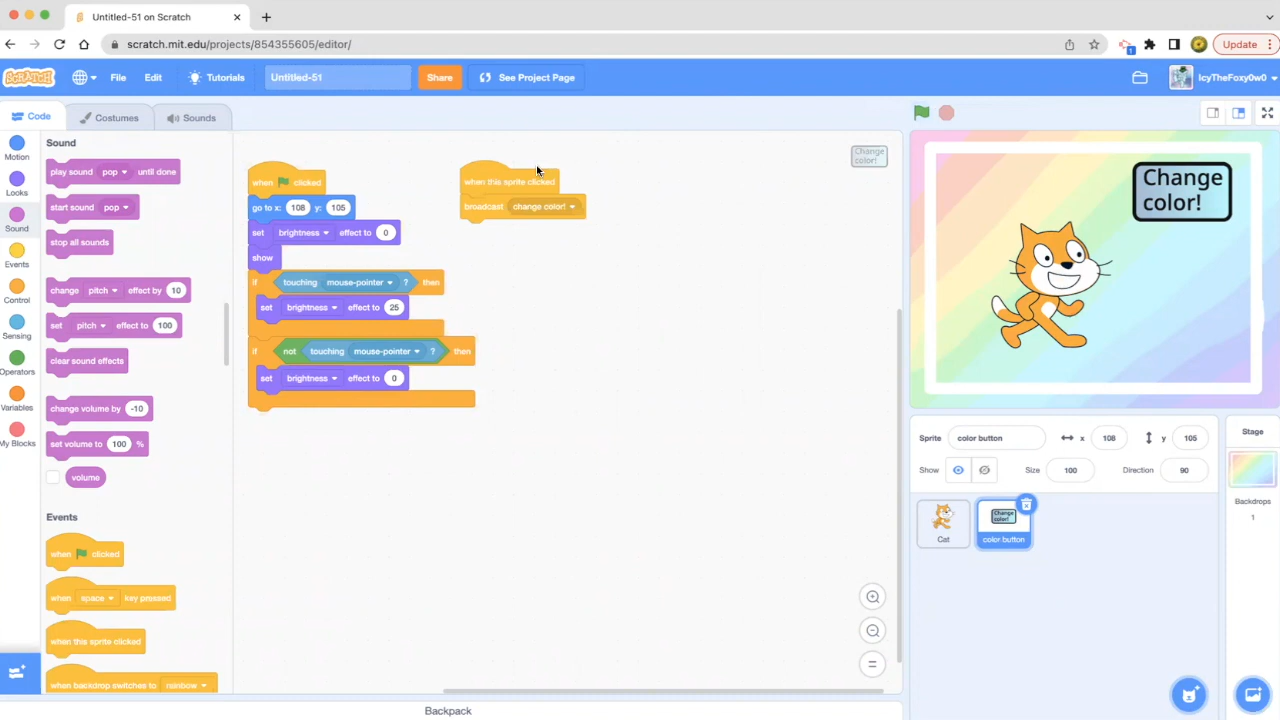 Untitled-51 on Scratch
scratch.mit.edu/projects/854355605/editor/
1
Update
SCRATCH
File
Edit
Tutorials
Untitled-51
Share
See Project Page
IcyTheFoxy0w0
Code
Costumes
Sounds
Motion
Looks
Sound
Events
Control
Sensing
Operators
Variables
My Blocks
Sound
play sound pop until done
start sound pop
stop all sounds
change pitch effect by 10
set pitch effect to 100
clear sound effects
change volume by -10
set volume to 100 %
volume
Events
when clicked
when space key pressed
when this sprite clicked
when backdrop switches to rainbow
when clicked
go to x: 108 y: 105
set brightness effect to 0
show
if touching mouse-pointer ? then
set brightness effect to 25
if not touching mouse-pointer ? then
set brightness effect to 0
when this sprite clicked
broadcast change color!
Change
color!
Change
color!
Sprite color button x 108 y 105
Show Size 100 Direction 90
Cat
Change
color!
color button
Stage
Backdrops
1
Backpack